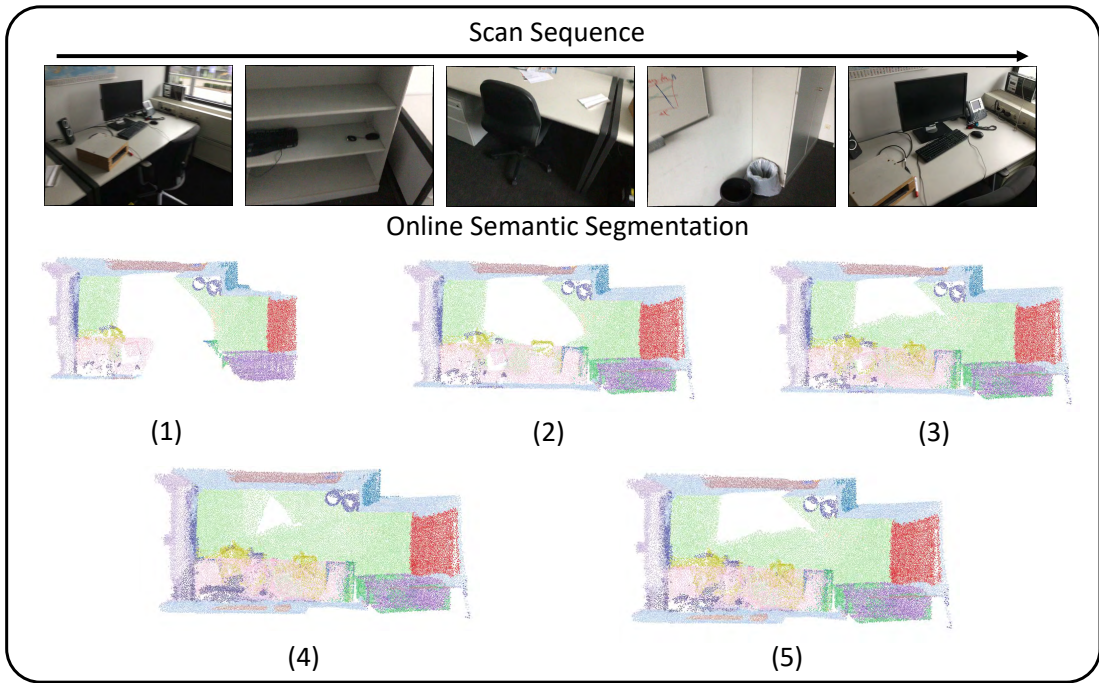 Scan Sequence
Online Semantic Segmentation
(1)
(2)
(3)
(4)
(5)